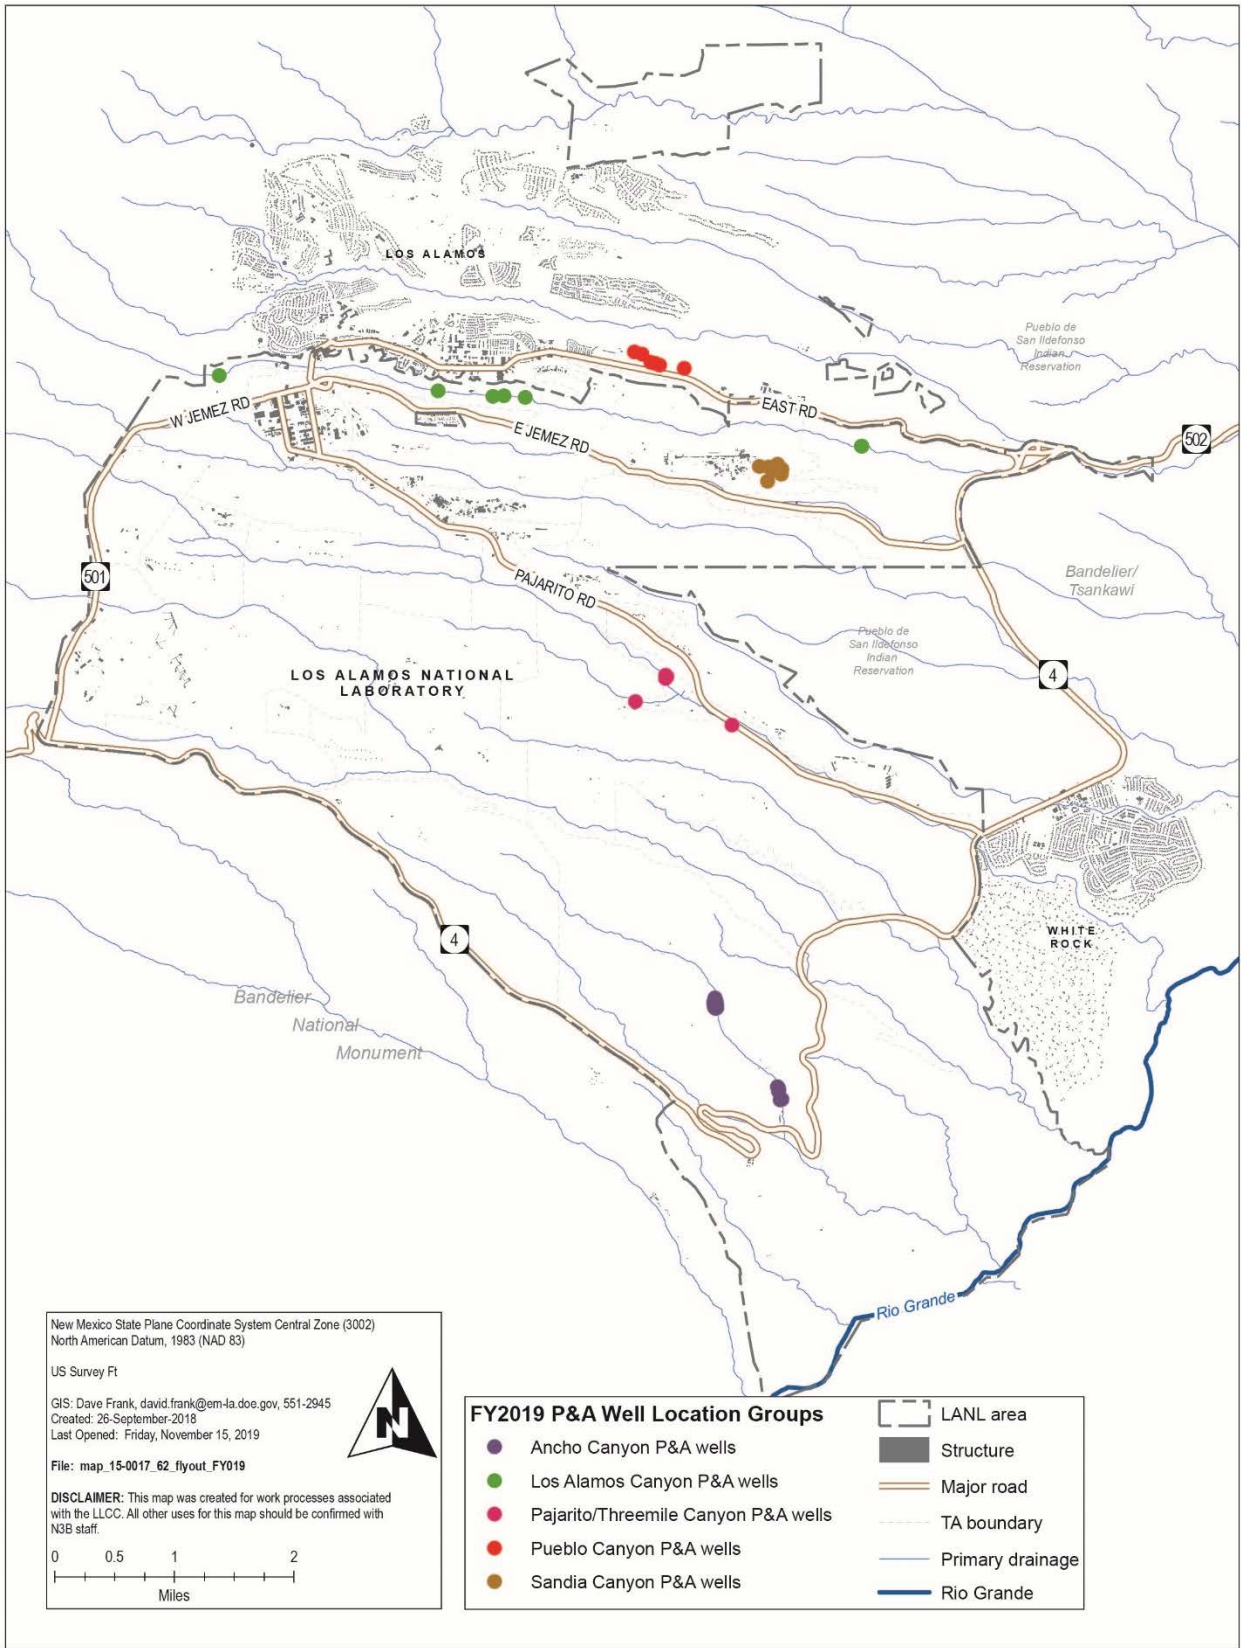 LOS ALAMOS
Pueblo de
San Ildefonso
Indian
Reservation
W JEMEZ RD
EAST RD
E JEMEZ RD
502
501
PAJARITO RD
Bandelier/
Tsankawi
Pueblo de
San Ildefonso
Indian
Reservation
LOS ALAMOS NATIONAL
LABORATORY
4
4
WHITE
ROCK
Bandelier
National
Monument
Rio Grande
New Mexico State Plane Coordinate System Central Zone (3002)
North American Datum, 1983 (NAD 83)
US Survey Ft
GIS: Dave Frank, david.frank@em-la.doe.gov, 551-2945
Created: 26-September-2018
Last Opened: Friday, November 15, 2019
File: map_15-0017_62_flyout_FY019
DISCLAIMER: This map was created for work processes associated
with the LLCC. All other uses for this map should be confirmed with
N3B staff.
N
0 0.5 1 2
Miles
FY2019 P&A Well Location Groups
Ancho Canyon P&A wells
Los Alamos Canyon P&A wells
Pajarito/Threemile Canyon P&A wells
Pueblo Canyon P&A wells
Sandia Canyon P&A wells
LANL area
Structure
Major road
TA boundary
Primary drainage
Rio Grande